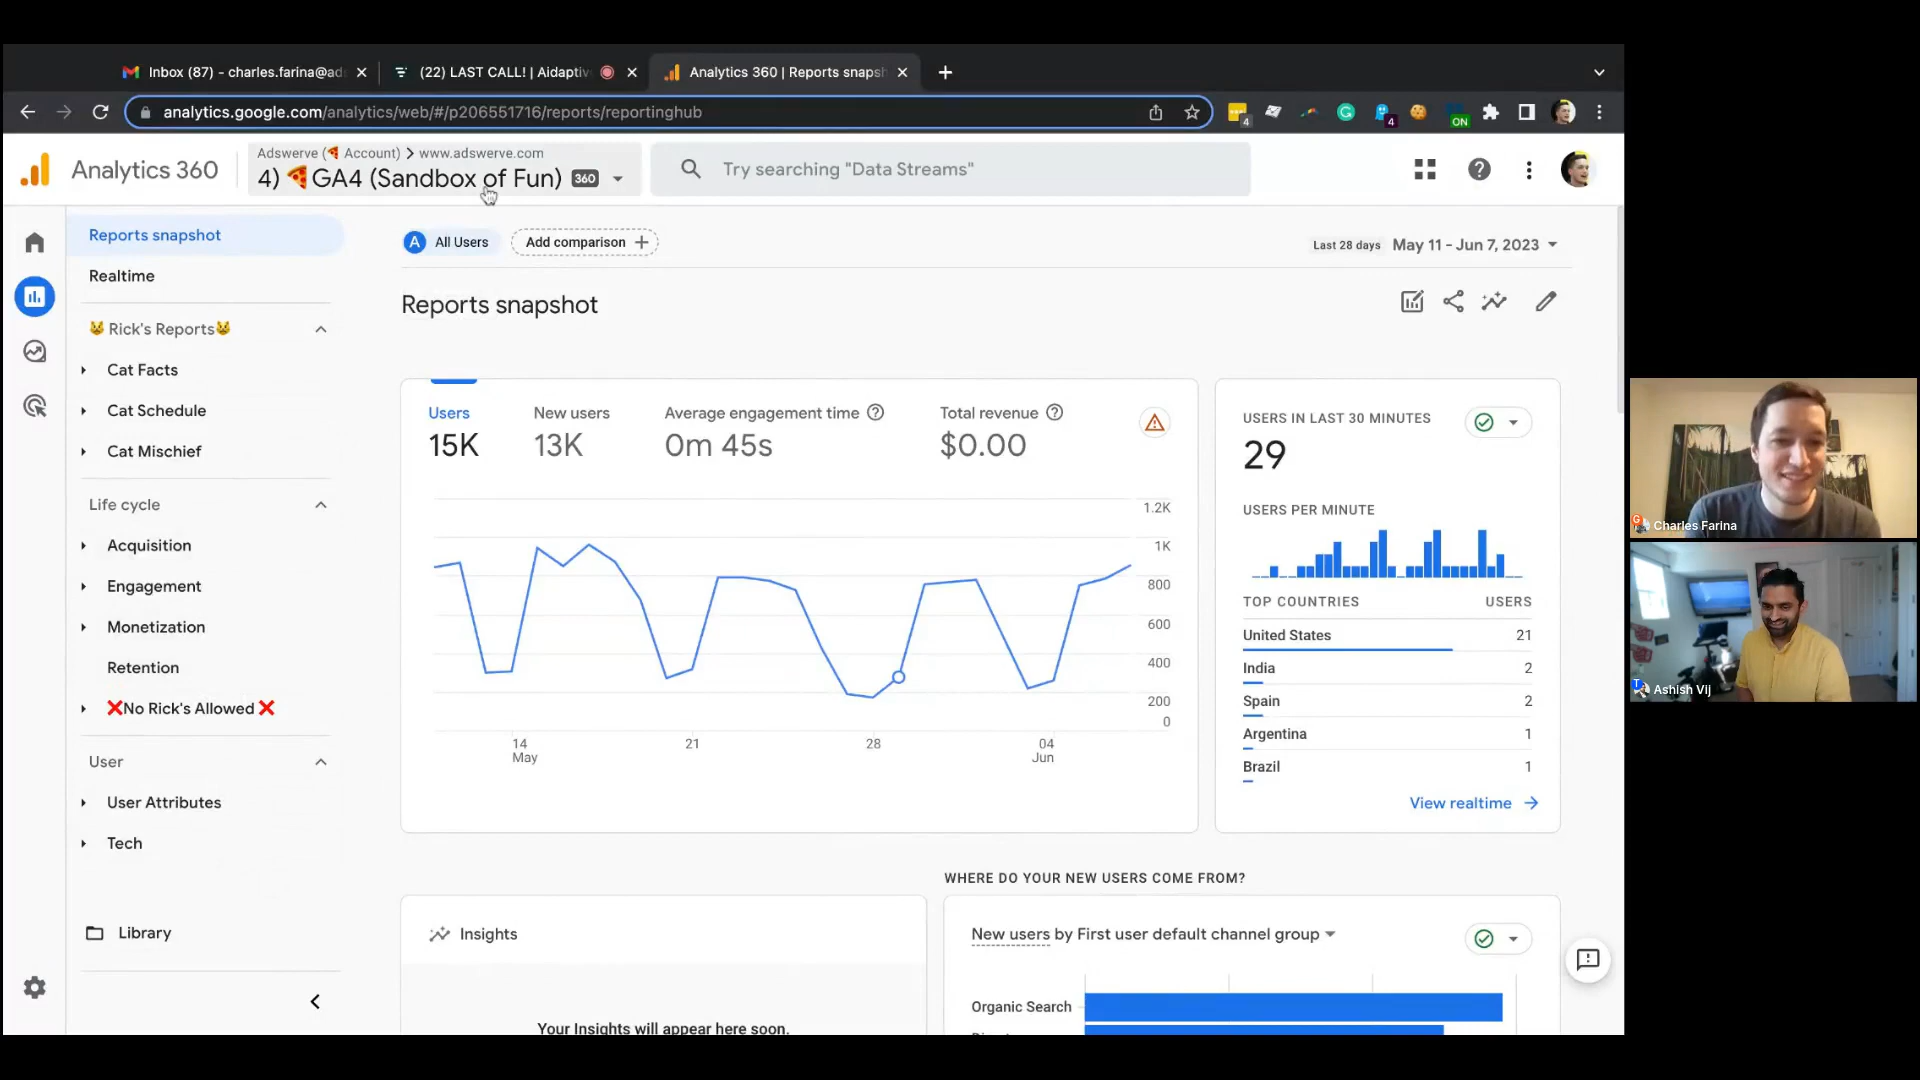 Inbox (87) - charles.farina@ad
(22) LAST CALL! | Aidaptiv
Analytics 360 | Reports snapsh
analytics.google.com/analytics/web/#/p206551716/reports/reportinghub
4
4
ON
Analytics 360
Adswerve (🍕 Account) > www.adswerve.com
4) 🍕GA4 (Sandbox of Fun) 360
Try searching "Data Streams"
Reports snapshot
Realtime
😼 Rick's Reports😼
Cat Facts
Cat Schedule
Cat Mischief
Life cycle
Acquisition
Engagement
Monetization
Retention
❌No Rick's Allowed ❌
User
User Attributes
Tech
Library
A All Users
Add comparison +
Last 28 days May 11 - Jun 7, 2023
Reports snapshot
Users
15K
New users
13K
Average engagement time
0m 45s
Total revenue
$0.00
1.2K
1K
800
600
400
200
0
14
May
21
28
04
Jun
USERS IN LAST 30 MINUTES
29
USERS PER MINUTE
TOP COUNTRIES USERS
United States 21
India 2
Spain 2
Argentina 1
Brazil 1
View realtime
Insights
Your Insights will appear here soon.
WHERE DO YOUR NEW USERS COME FROM?
New users by First user default channel group
Organic Search
Charles Farina
Ashish Vij